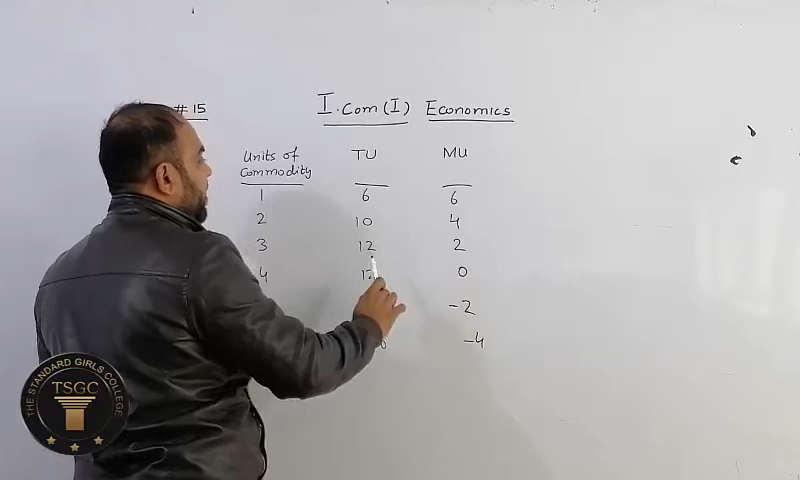 #15 I.Com (I) Economics
Units of Commodity TU MU
1 6 6
2 10 4
3 12 2
4 12 0
-2
-4
THE STANDARD GIRLS COLLEGE
TSGC